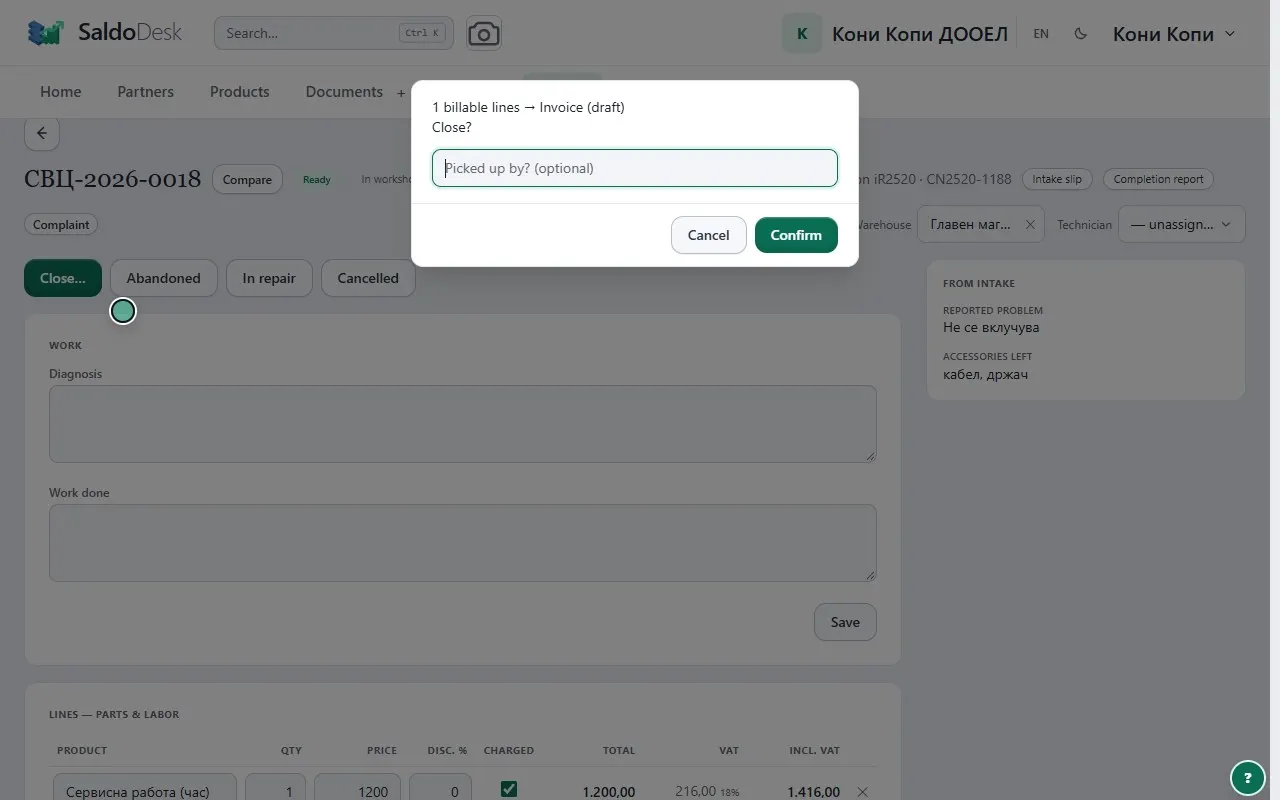 SaldoDesk
Search...
Ctrl K
К
Кони Копи ДООЕЛ
EN
Кони Копи
Home
Partners
Products
Documents
+
1 billable lines → Invoice (draft)
Close?
Picked up by? (optional)
Cancel
Confirm
СВЦ-2026-0018
Compare
Ready
In worksho
n iR2520 · CN2520-1188
Intake slip
Completion report
Complaint
Warehouse
Главен маг...
Technician
— unassign...
Close...
Abandoned
In repair
Cancelled
FROM INTAKE
REPORTED PROBLEM
Не се вклучува
ACCESSORIES LEFT
кабел, држач
WORK
Diagnosis
Work done
Save
LINES — PARTS & LABOR
PRODUCT QTY PRICE DISC. % CHARGED TOTAL VAT INCL. VAT
Сервисна работа (час) 1 1200 0 1.200,00 216,00 18% 1.416,00
?